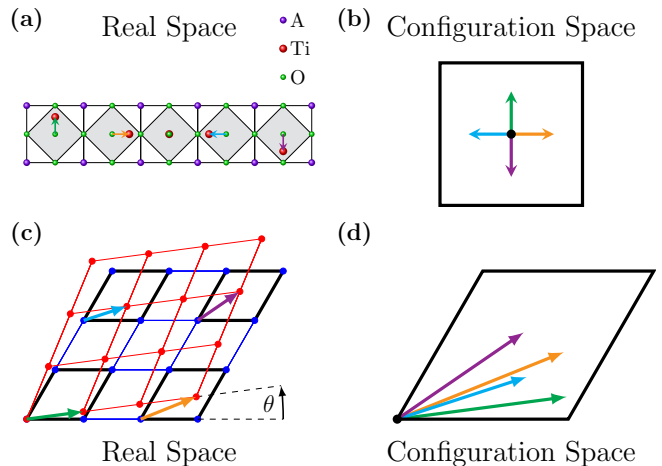 (a) Real Space
A
Ti
O
(b) Configuration Space
(c)
θ
Real Space
(d)
Configuration Space